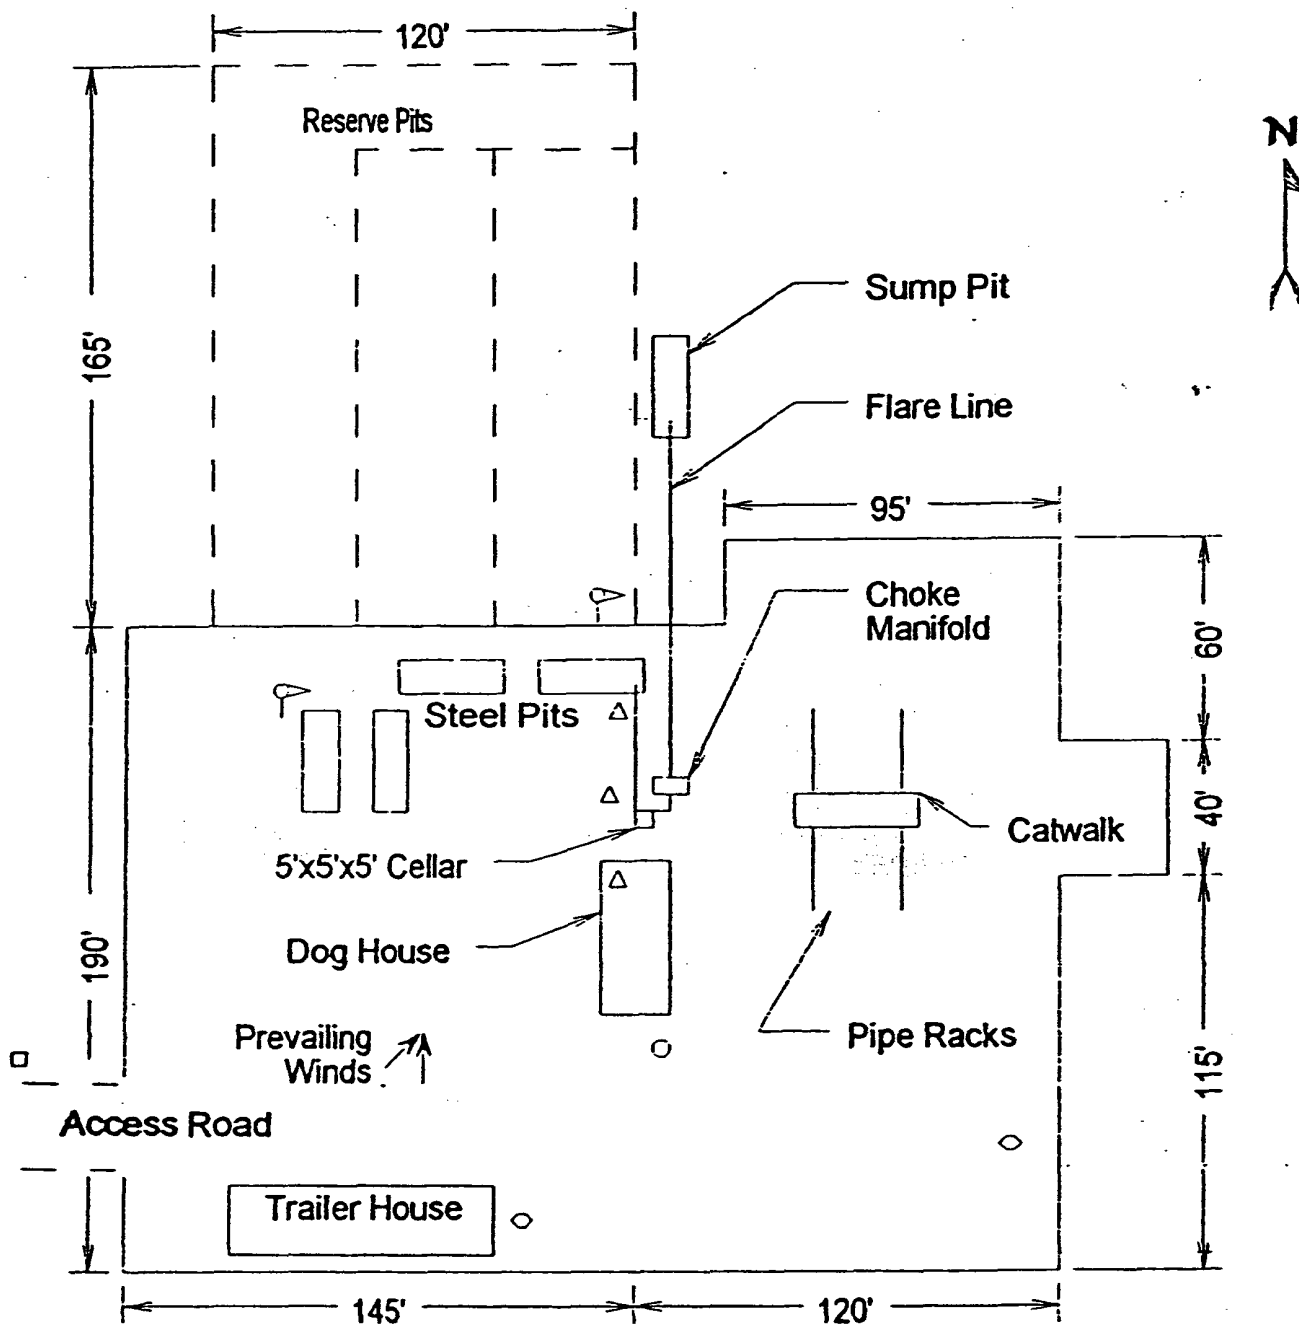 120'
Reserve Pits
N
Sump Pit
165'
Flare Line
95'
Choke
Manifold
60'
Steel Pits
40'
Catwalk
5'x5'x5' Cellar
Dog House
190'
Prevailing
Winds
Pipe Racks
115'
Access Road
Trailer House
145'
120'